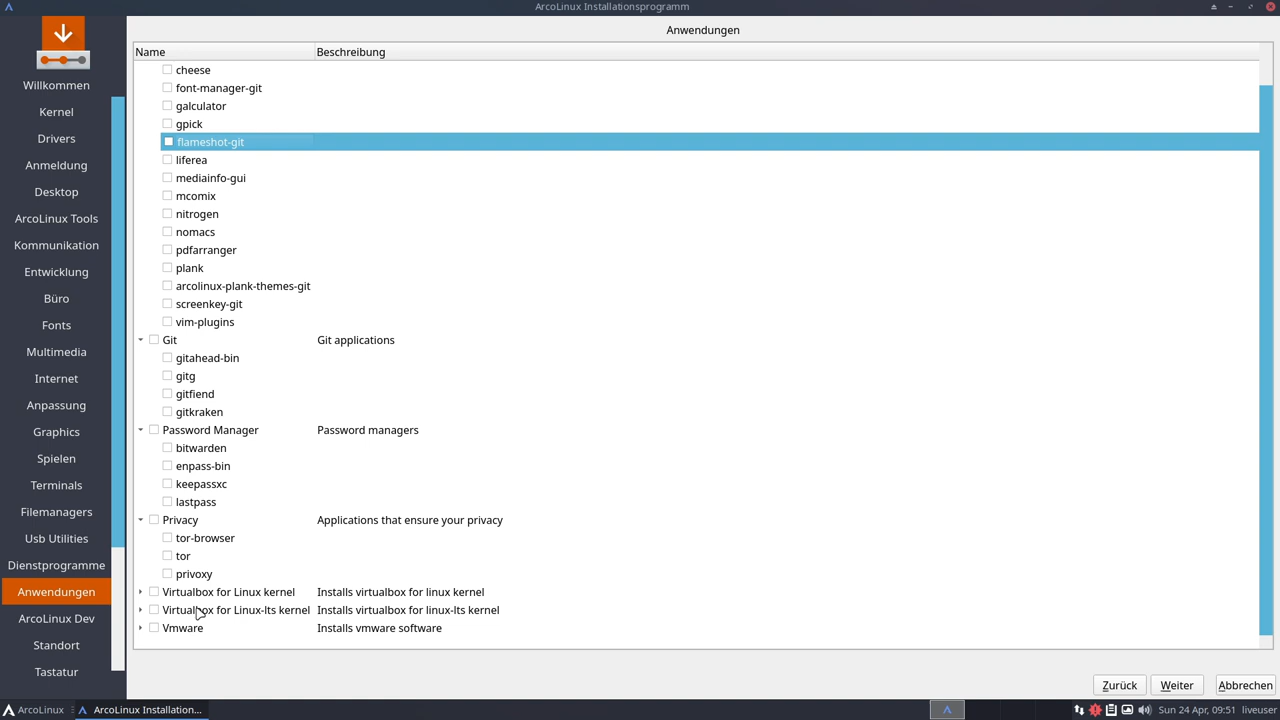 ArcoLinux Installationsprogramm
Willkommen
Kernel
Drivers
Anmeldung
Desktop
ArcoLinux Tools
Kommunikation
Entwicklung
Büro
Fonts
Multimedia
Internet
Anpassung
Graphics
Spielen
Terminals
Filemanagers
Usb Utilities
Dienstprogramme
Anwendungen
ArcoLinux Dev
Standort
Tastatur
Anwendungen
Name Beschreibung
cheese
font-manager-git
galculator
gpick
flameshot-git
liferea
mediainfo-gui
mcomix
nitrogen
nomacs
pdfarranger
plank
arcolinux-plank-themes-git
screenkey-git
vim-plugins
Git Git applications
gitahead-bin
gitg
gitfiend
gitkraken
Password Manager Password managers
bitwarden
enpass-bin
keepassxc
lastpass
Privacy Applications that ensure your privacy
tor-browser
tor
privoxy
Virtualbox for Linux kernel Installs virtualbox for linux kernel
Virtualbox for Linux-lts kernel Installs virtualbox for linux-lts kernel
Vmware Installs vmware software
Zurück Weiter Abbrechen
ArcoLinux ArcoLinux Installation... Sun 24 Apr, 09:51 liveuser